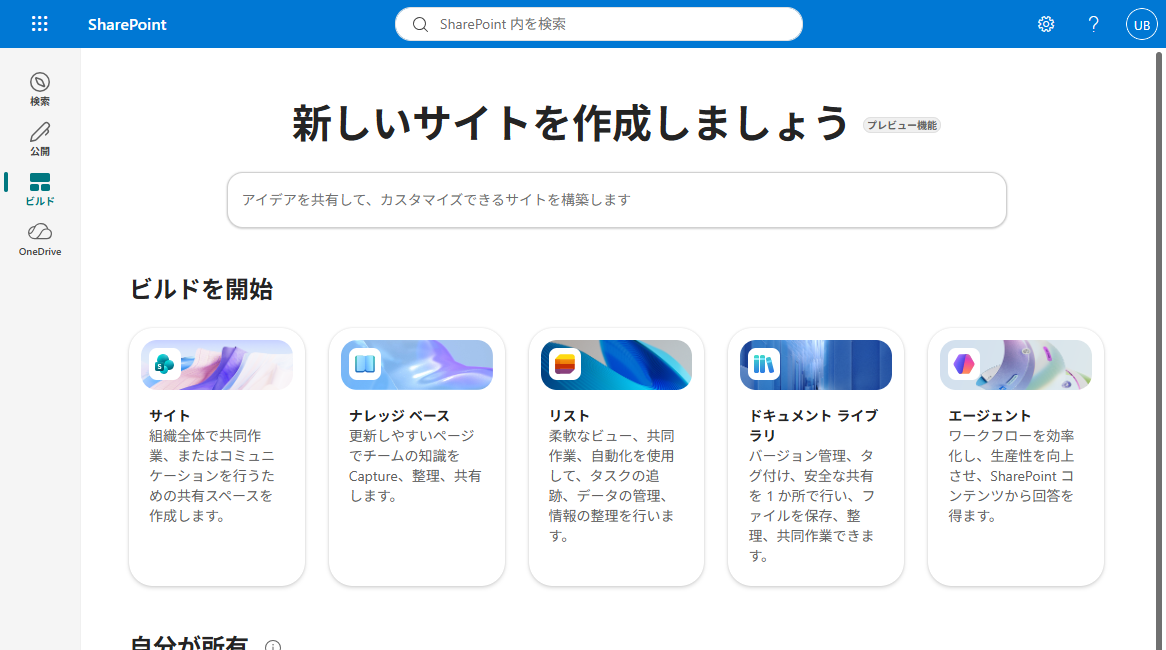 SharePoint
SharePoint 内を検索
UB
検索
公開
ビルド
OneDrive
新しいサイトを作成しましょう
プレビュー機能
アイデアを共有して、カスタマイズできるサイトを構築します
ビルドを開始
サイト
組織全体で共同作
業、またはコミュニ
ケーションを行うた
めの共有スペースを
作成します。
ナレッジ ベース
更新しやすいページ
でチームの知識を
Capture、整理、共有
します。
リスト
柔軟なビュー、共同
作業、自動化を使用
して、タスクの追
跡、データの管理、
情報の整理を行いま
す。
ドキュメント ライブ
ラリ
バージョン管理、タ
グ付け、安全な共有
を 1 か所で行い、フ
ァイルを保存、整
理、共同作業できま
す。
エージェント
ワークフローを効率
化し、生産性を向上
させ、SharePoint コ
ンテンツから回答を
得ます。
自分が所有